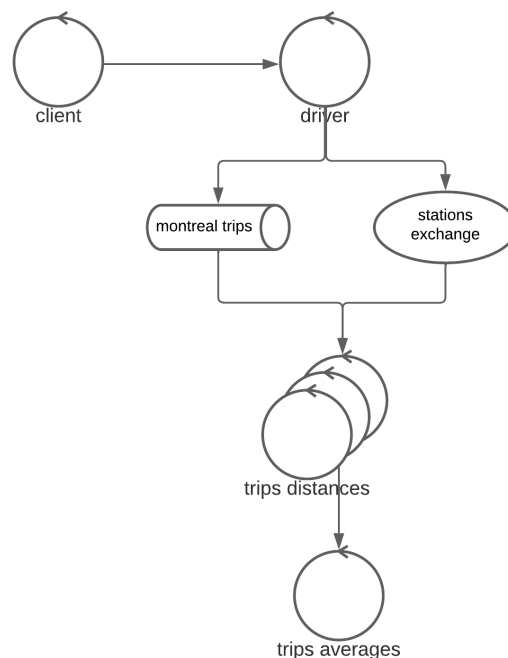 client
driver
montreal trips
stations
exchange
trips distances
trips averages